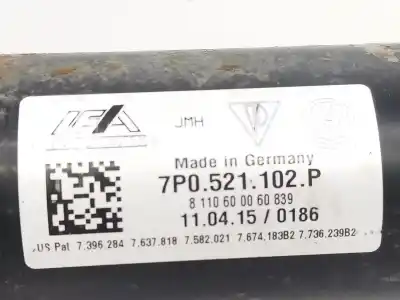 IFA
JMH
Made in Germany
7P0.521.102.P
8 110 60 00 60 839
11.04.15 / 0186
US Pat 7.396.284 7.637.818 7.582.021 7.674.183B2 7.736.239B2